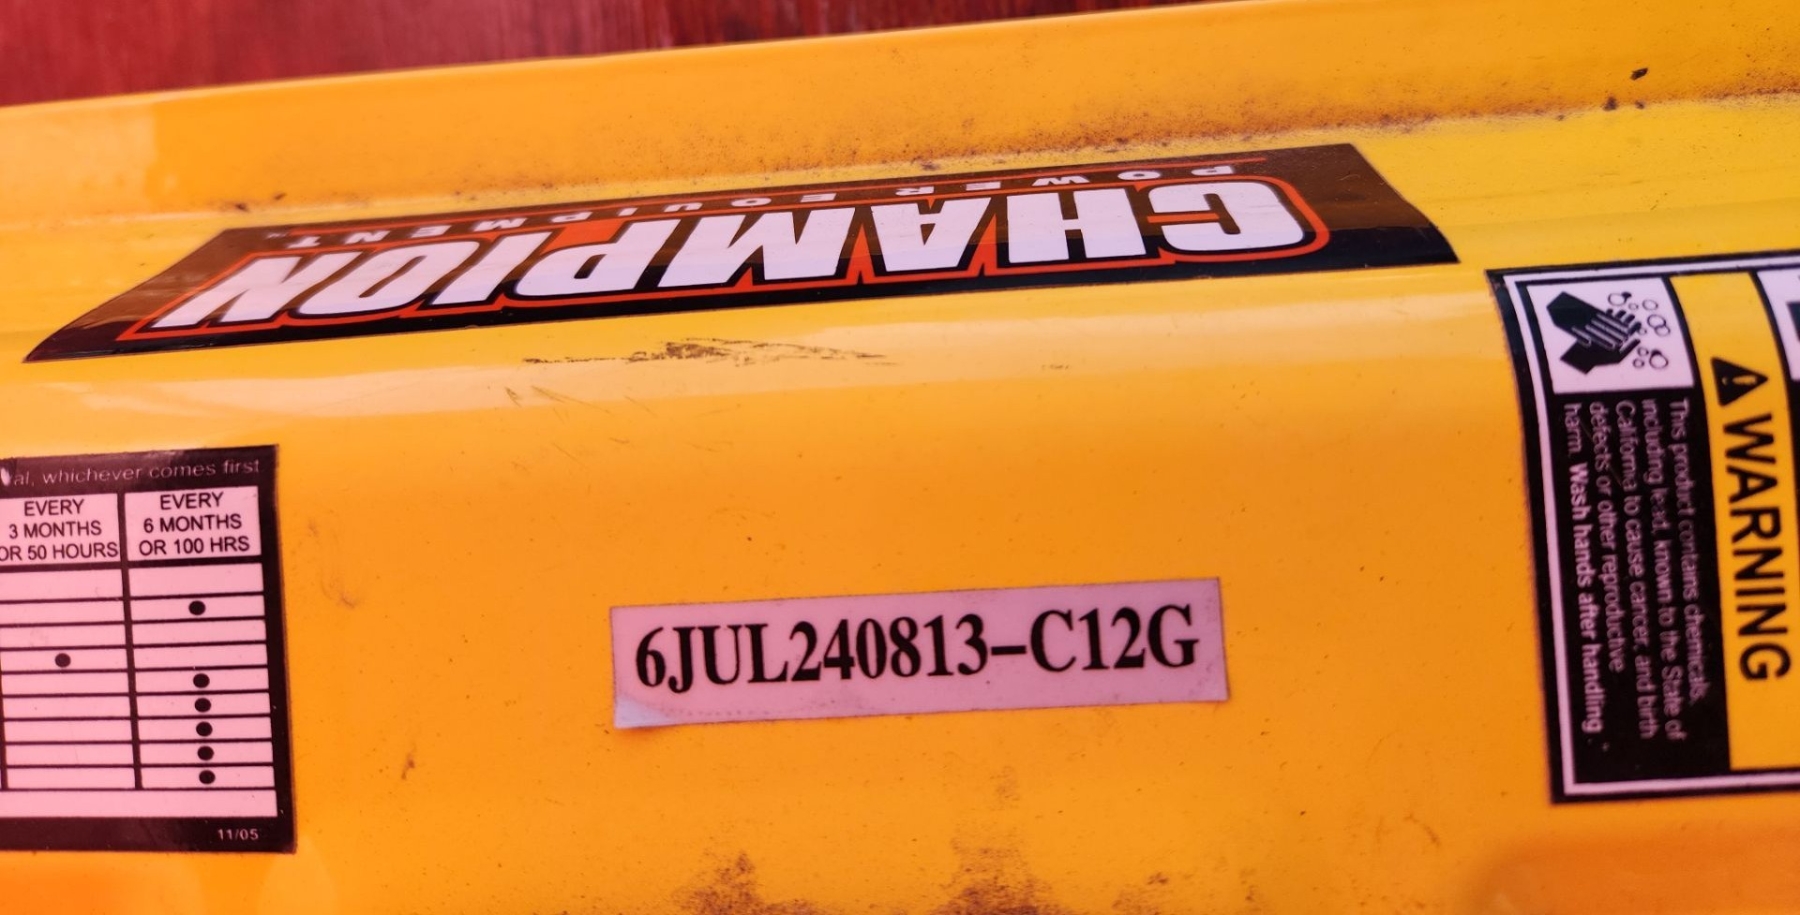 CHAMPION
POWER EQUIPMENT
al, whichever comes first
EVERY
3 MONTHS
OR 50 HOURS
EVERY
6 MONTHS
OR 100 HRS
11/05
6JUL240813-C12G
WARNING
This product contains chemicals,
including lead, known to the State of
California to cause cancer, and birth
defects or other reproductive
harm. Wash hands after handling.